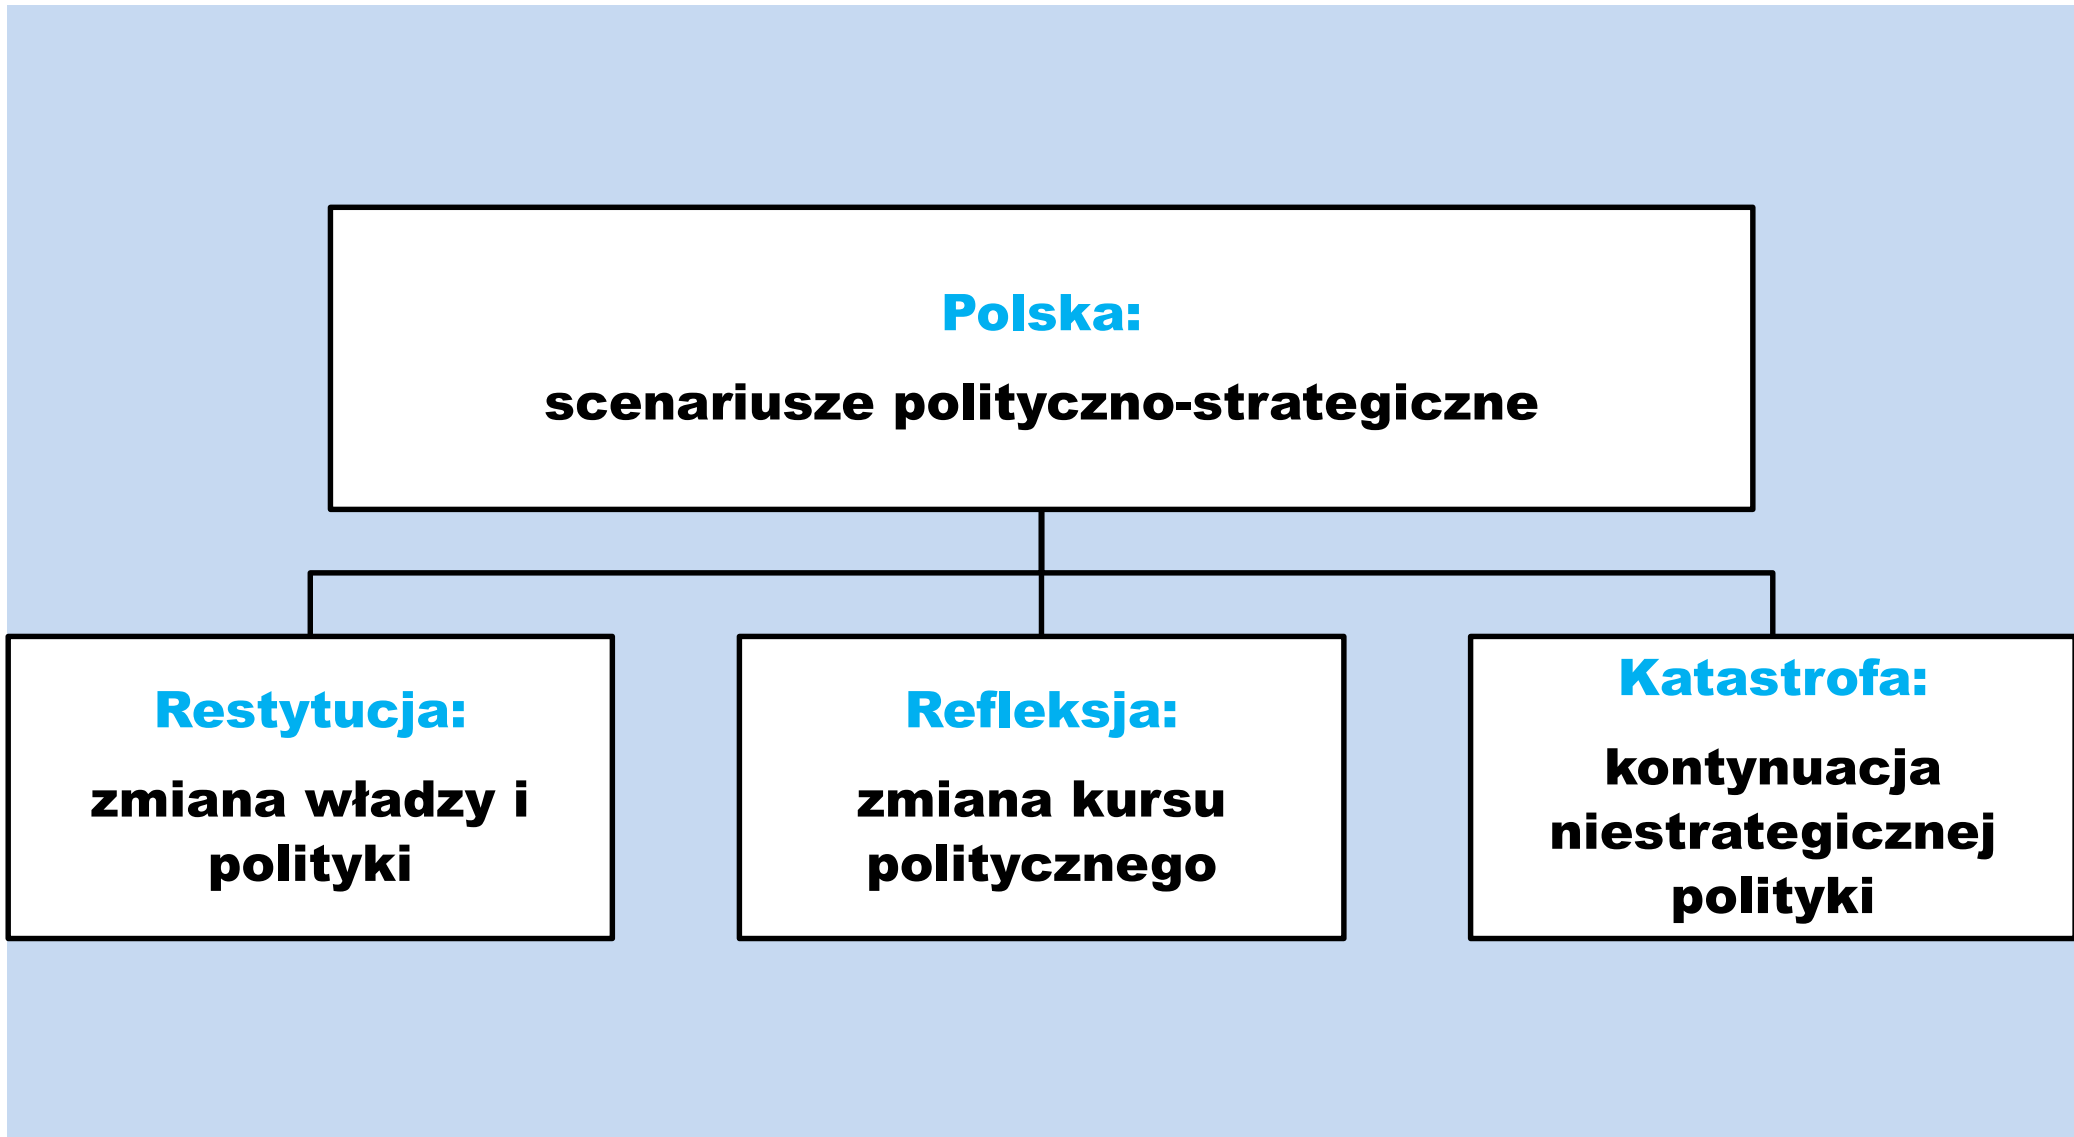 Polska:
scenariusze polityczno-strategiczne
Restytucja:
zmiana władzy i
polityki
Refleksja:
zmiana kursu
politycznego
Katastrofa:
kontynuacja
niestrategicznej
polityki